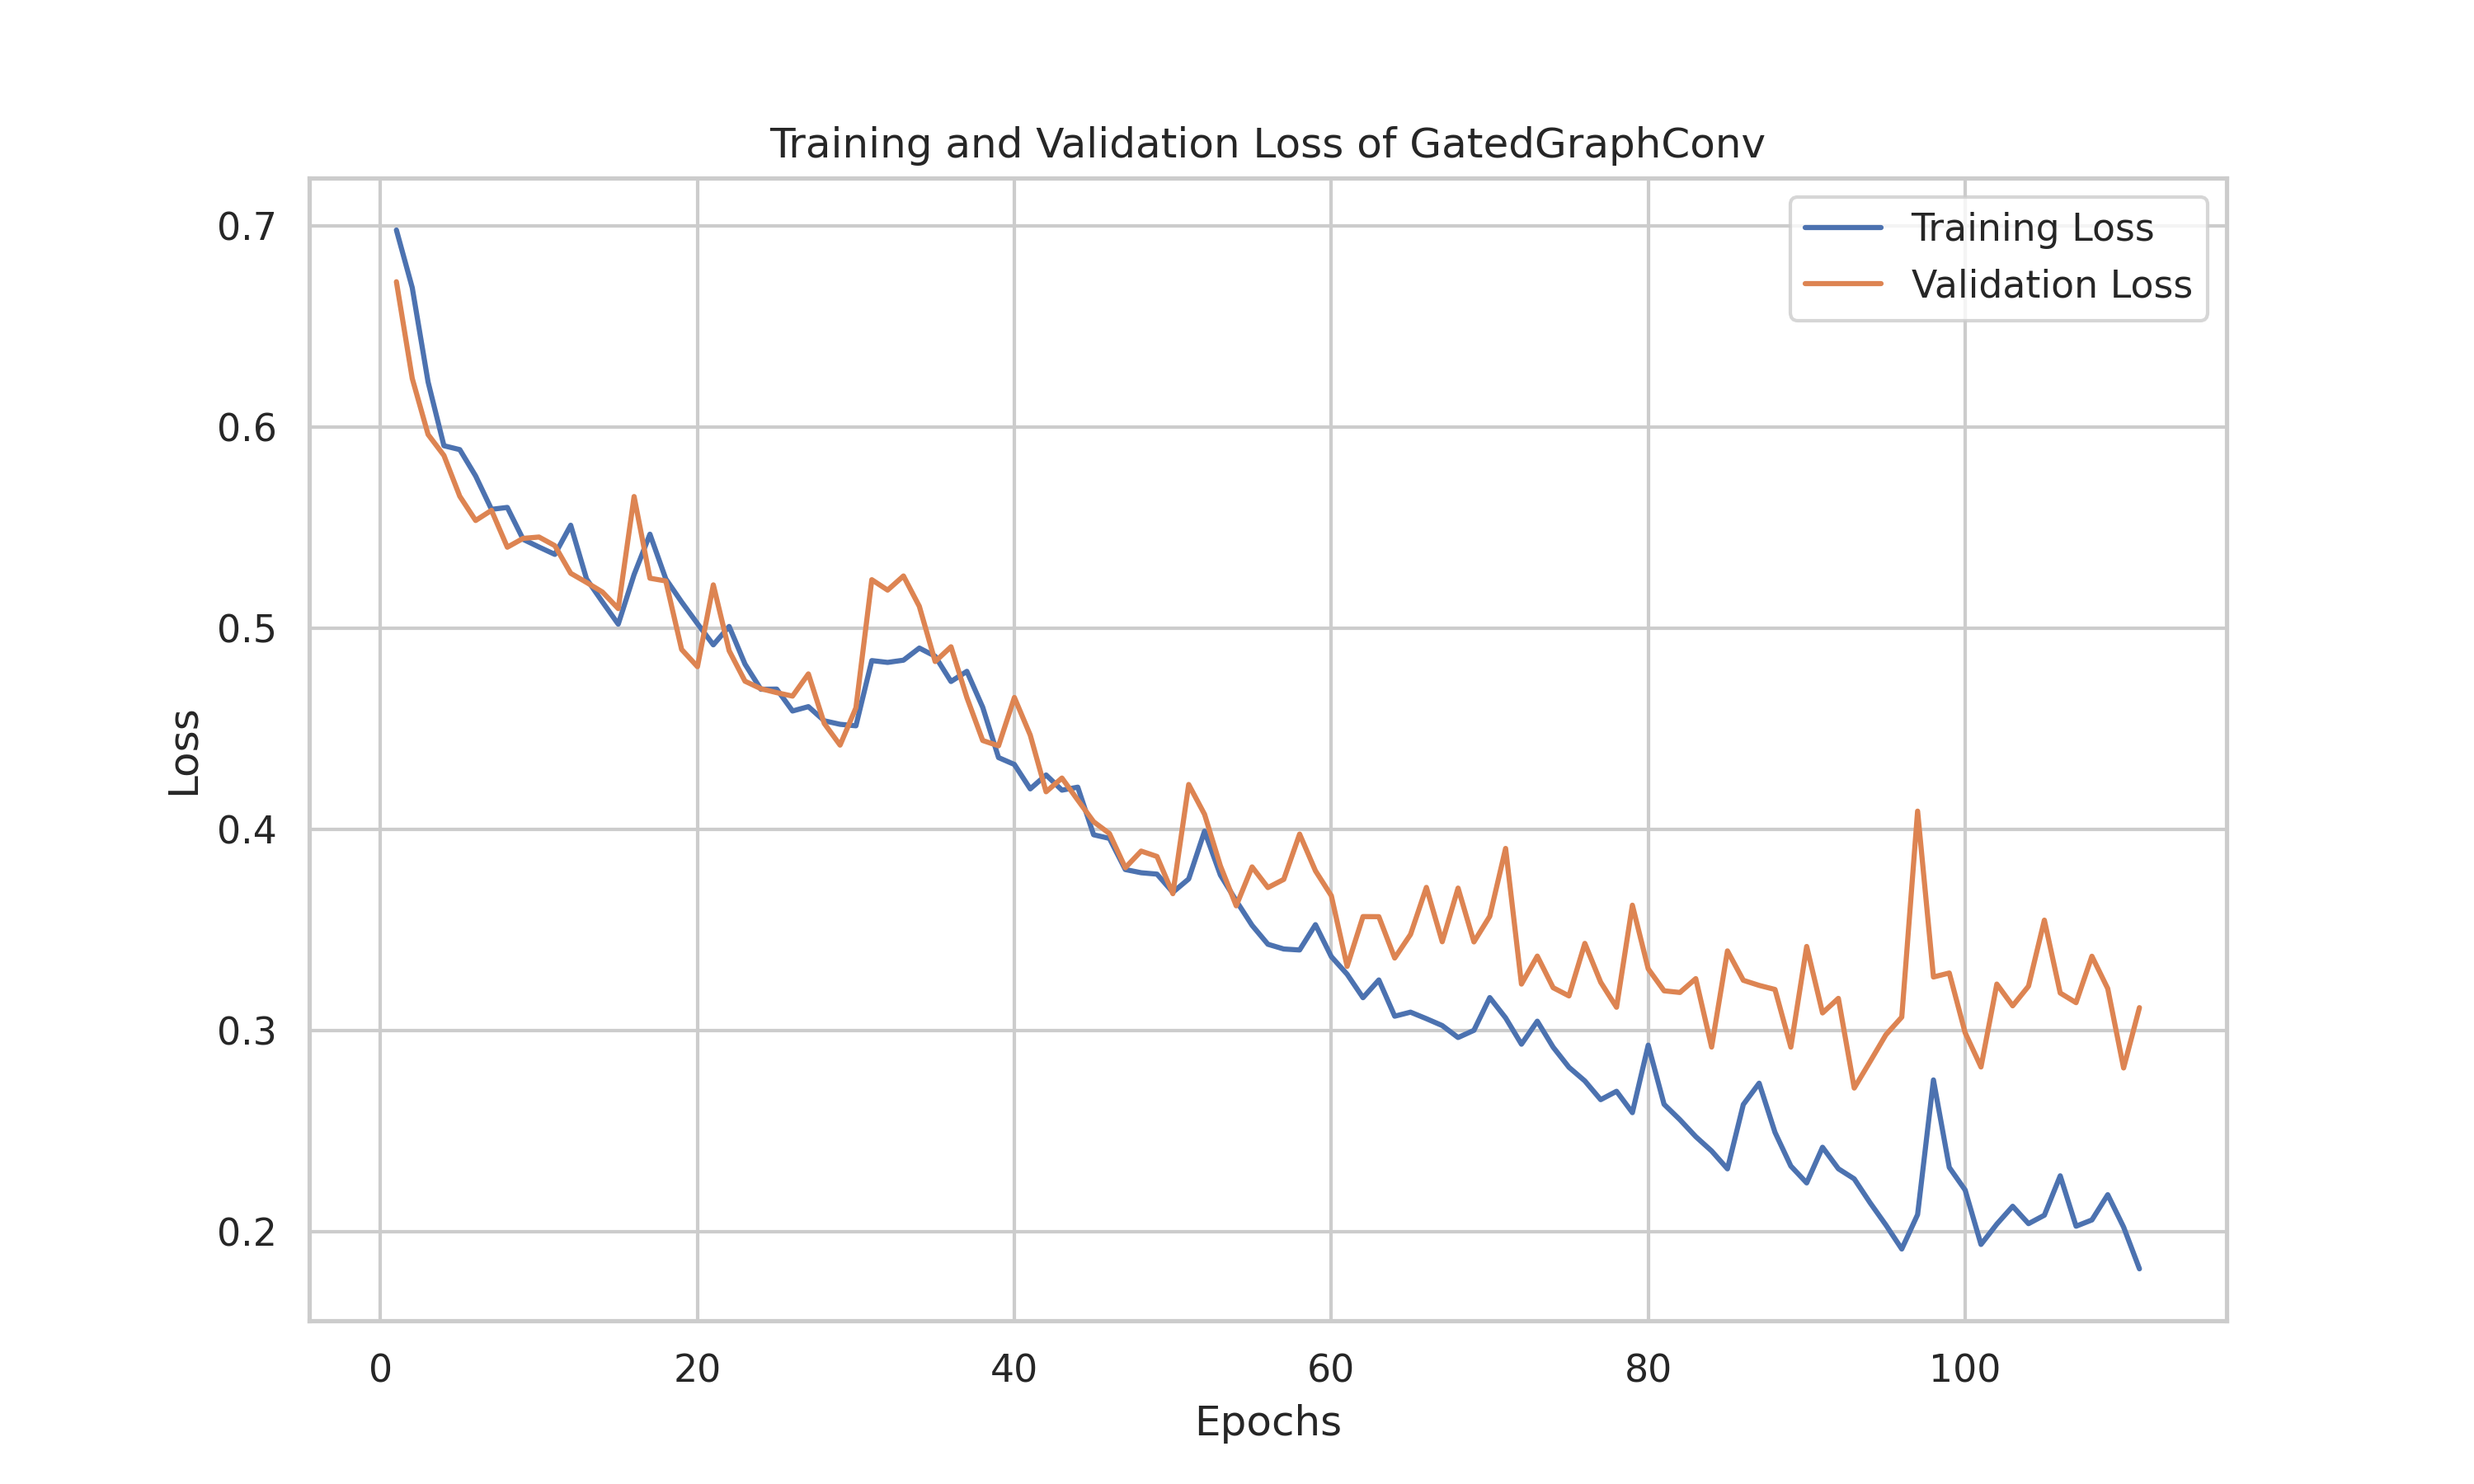 Training and Validation Loss of GatedGraphConv
Training Loss
Validation Loss
0.7
0.6
0.5
0.4
0.3
0.2
Loss
0 20 40 60 80 100
Epochs